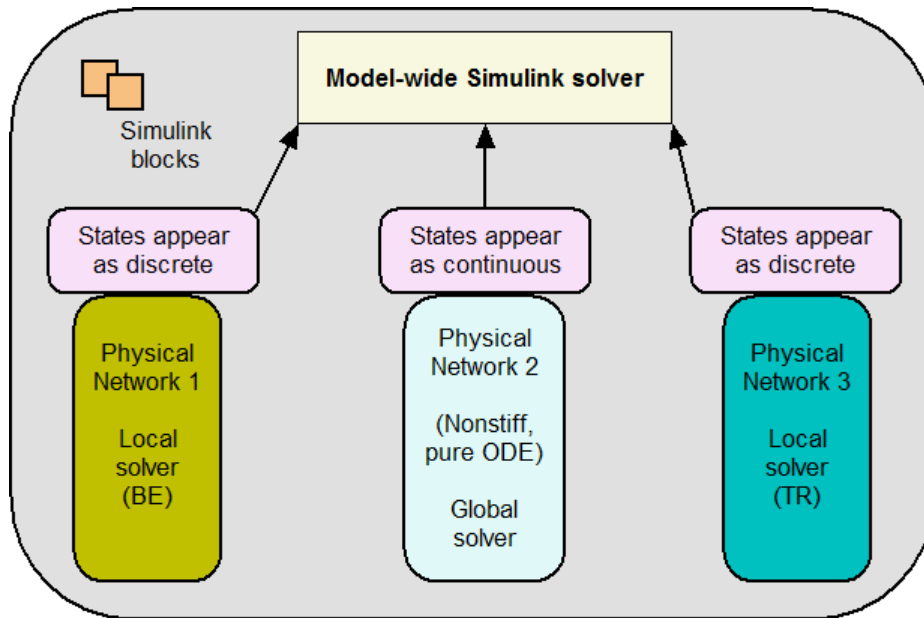 Model-wide Simulink solver
Simulink
blocks
States appear
as discrete
States appear
as continuous
States appear
as discrete
Physical
Network 1
Local
solver
(BE)
Physical
Network 2
(Nonstiff,
pure ODE)
Global
solver
Physical
Network 3
Local
solver
(TR)